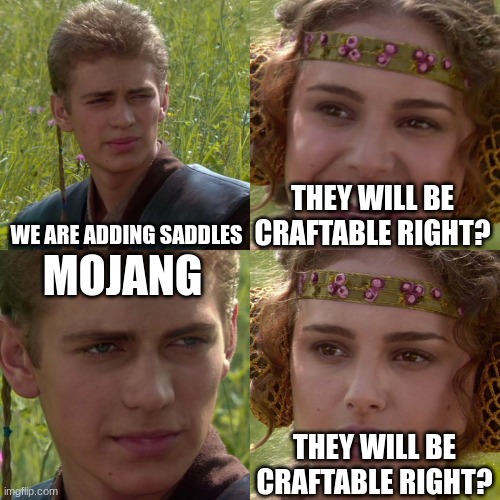 WE ARE ADDING SADDLES
THEY WILL BE
CRAFTABLE RIGHT?
MOJANG
THEY WILL BE
CRAFTABLE RIGHT?
imgflip.com